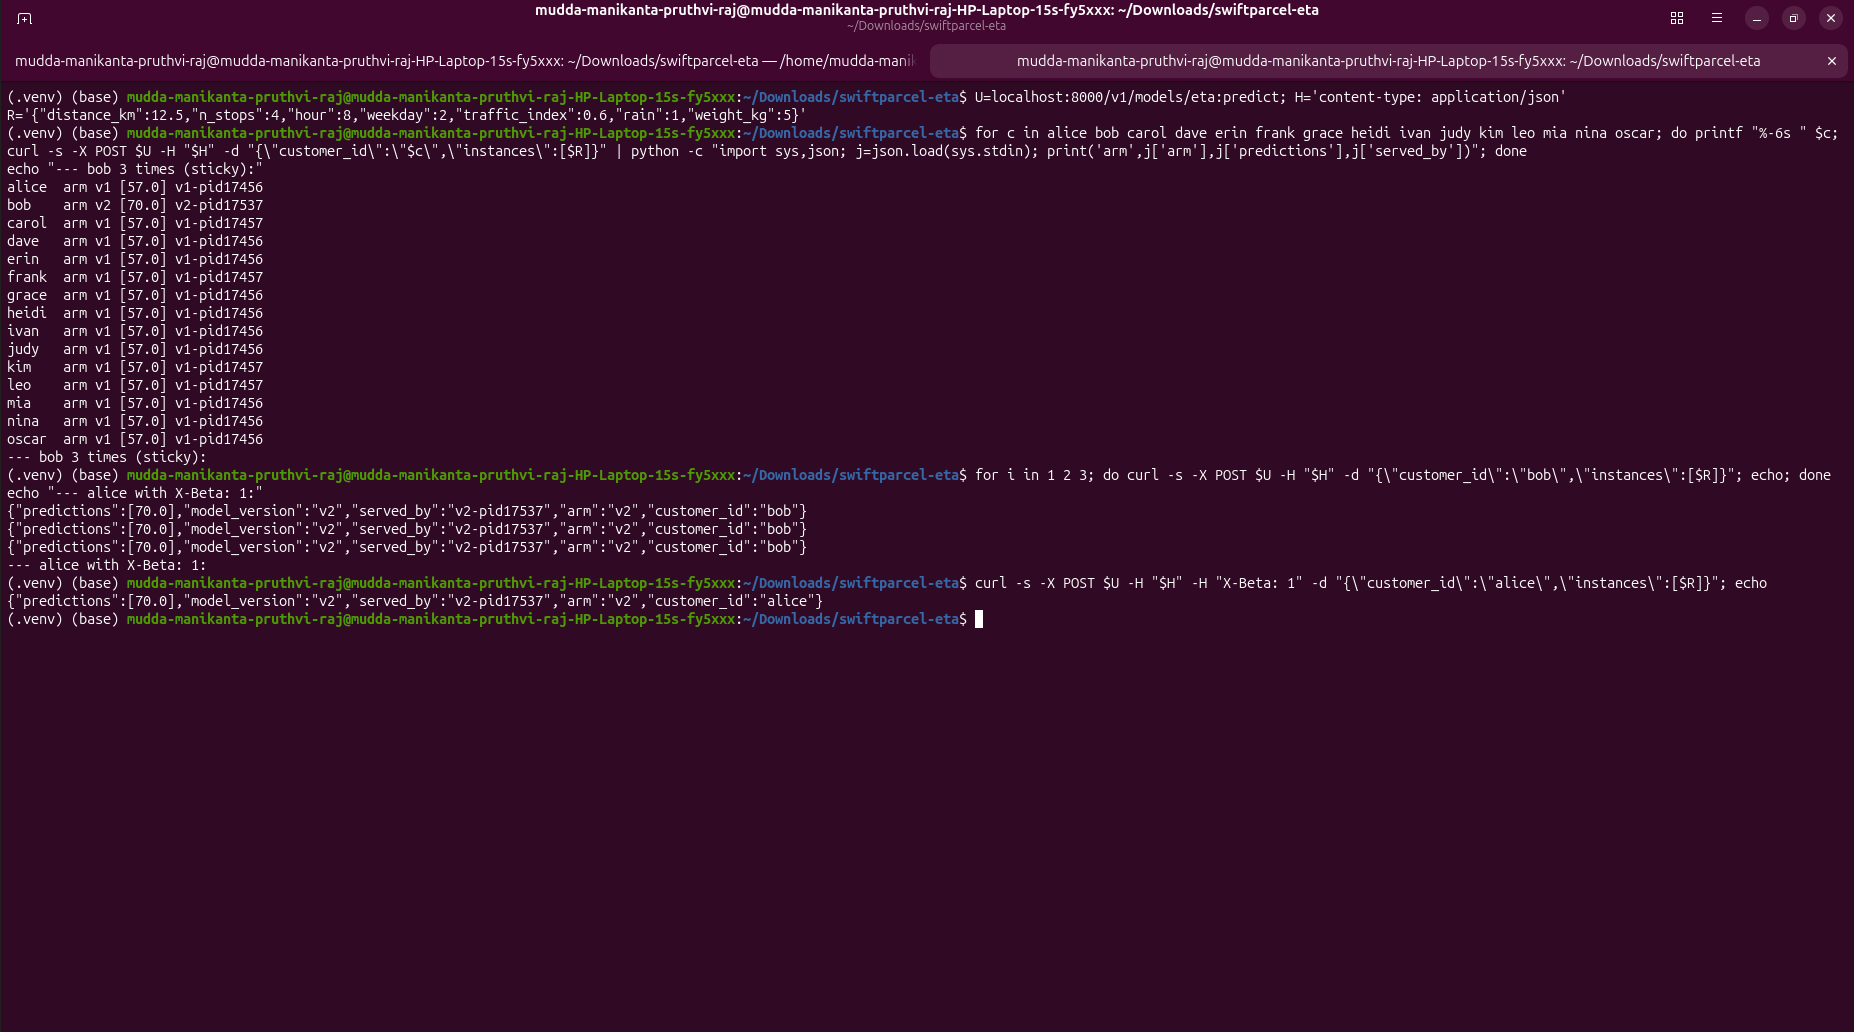 mudda-manikanta-pruthvi-raj@mudda-manikanta-pruthvi-raj-HP-Laptop-15s-fy5xxx: ~/Downloads/swiftparcel-eta
~/Downloads/swiftparcel-eta
mudda-manikanta-pruthvi-raj@mudda-manikanta-pruthvi-raj-HP-Laptop-15s-fy5xxx: ~/Downloads/swiftparcel-eta — /home/mudda-manik
mudda-manikanta-pruthvi-raj@mudda-manikanta-pruthvi-raj-HP-Laptop-15s-fy5xxx: ~/Downloads/swiftparcel-eta
(.venv) (base) mudda-manikanta-pruthvi-raj@mudda-manikanta-pruthvi-raj-HP-Laptop-15s-fy5xxx:~/Downloads/swiftparcel-eta$ U=localhost:8000/v1/models/eta:predict; H='content-type: application/json'
R='{"distance_km":12.5,"n_stops":4,"hour":8,"weekday":2,"traffic_index":0.6,"rain":1,"weight_kg":5}'
(.venv) (base) mudda-manikanta-pruthvi-raj@mudda-manikanta-pruthvi-raj-HP-Laptop-15s-fy5xxx:~/Downloads/swiftparcel-eta$ for c in alice bob carol dave erin frank grace heidi ivan judy kim leo mia nina oscar; do printf "%-6s " $c;
curl -s -X POST $U -H "$H" -d "{\"customer_id\":\"$c\",\"instances\":[$R]}" | python -c "import sys,json; j=json.load(sys.stdin); print('arm',j['arm'],j['predictions'],j['served_by'])"; done
echo "--- bob 3 times (sticky):"
alice  arm v1 [57.0] v1-pid17456
bob    arm v2 [70.0] v2-pid17537
carol  arm v1 [57.0] v1-pid17457
dave   arm v1 [57.0] v1-pid17456
erin   arm v1 [57.0] v1-pid17456
frank  arm v1 [57.0] v1-pid17457
grace  arm v1 [57.0] v1-pid17456
heidi  arm v1 [57.0] v1-pid17456
ivan   arm v1 [57.0] v1-pid17456
judy   arm v1 [57.0] v1-pid17456
kim    arm v1 [57.0] v1-pid17457
leo    arm v1 [57.0] v1-pid17457
mia    arm v1 [57.0] v1-pid17456
nina   arm v1 [57.0] v1-pid17456
oscar  arm v1 [57.0] v1-pid17456
--- bob 3 times (sticky):
(.venv) (base) mudda-manikanta-pruthvi-raj@mudda-manikanta-pruthvi-raj-HP-Laptop-15s-fy5xxx:~/Downloads/swiftparcel-eta$ for i in 1 2 3; do curl -s -X POST $U -H "$H" -d "{\"customer_id\":\"bob\",\"instances\":[$R]}"; echo; done
echo "--- alice with X-Beta: 1:"
{"predictions":[70.0],"model_version":"v2","served_by":"v2-pid17537","arm":"v2","customer_id":"bob"}
{"predictions":[70.0],"model_version":"v2","served_by":"v2-pid17537","arm":"v2","customer_id":"bob"}
{"predictions":[70.0],"model_version":"v2","served_by":"v2-pid17537","arm":"v2","customer_id":"bob"}
--- alice with X-Beta: 1:
(.venv) (base) mudda-manikanta-pruthvi-raj@mudda-manikanta-pruthvi-raj-HP-Laptop-15s-fy5xxx:~/Downloads/swiftparcel-eta$ curl -s -X POST $U -H "$H" -H "X-Beta: 1" -d "{\"customer_id\":\"alice\",\"instances\":[$R]}"; echo
{"predictions":[70.0],"model_version":"v2","served_by":"v2-pid17537","arm":"v2","customer_id":"alice"}
(.venv) (base) mudda-manikanta-pruthvi-raj@mudda-manikanta-pruthvi-raj-HP-Laptop-15s-fy5xxx:~/Downloads/swiftparcel-eta$